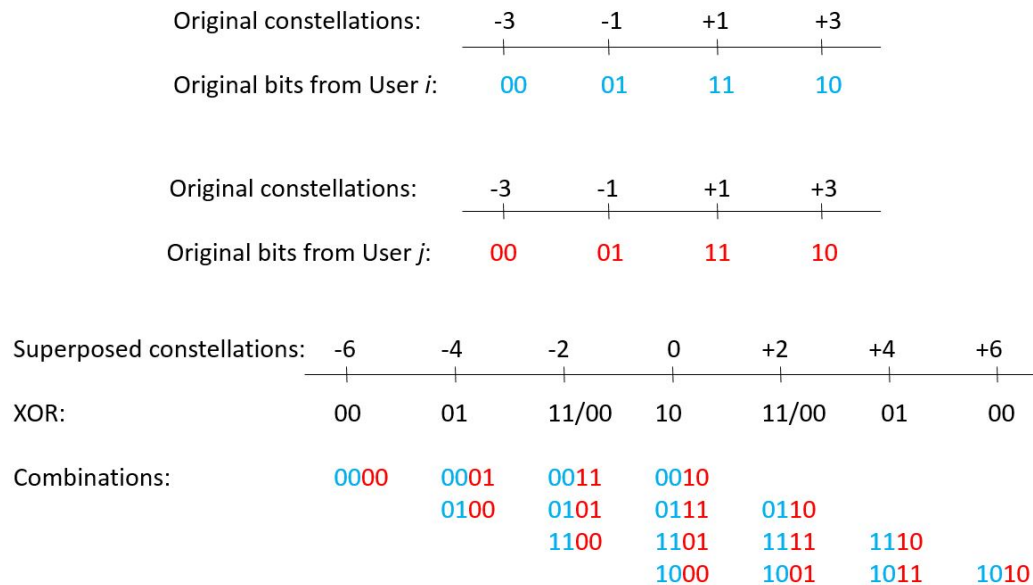 Original constellations: -3 -1 +1 +3
Original bits from User i: 00 01 11 10
Original constellations: -3 -1 +1 +3
Original bits from User j: 00 01 11 10
Superposed constellations: -6 -4 -2 0 +2 +4 +6
XOR: 00 01 11/00 10 11/00 01 00
Combinations: 0000 0001 0011 0010
0100 0101 0111 0110
1100 1101 1111 1110
1000 1001 1011 1010